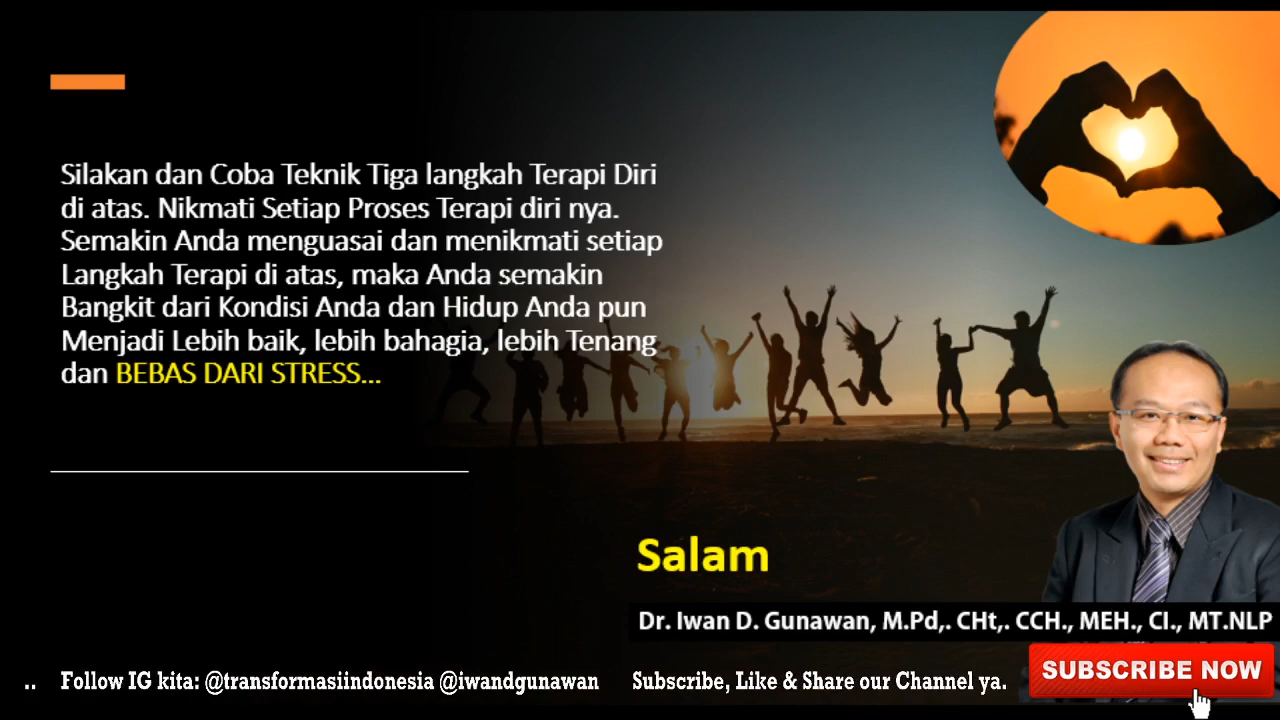 Silakan dan Coba Teknik Tiga langkah Terapi Diri
di atas. Nikmati Setiap Proses Terapi diri nya.
Semakin Anda menguasai dan menikmati setiap
Langkah Terapi di atas, maka Anda semakin
Bangkit dari Kondisi Anda dan Hidup Anda pun
Menjadi Lebih baik, lebih bahagia, lebih Tenang
dan BEBAS DARI STRESS...
Salam
Dr. Iwan D. Gunawan, M.Pd,. CHt,. CCH., MEH., CI., MT.NLP
.. Follow IG kita: @transformasiindonesia @iwandgunawan Subscribe, Like & Share our Channel ya.
SUBSCRIBE NOW